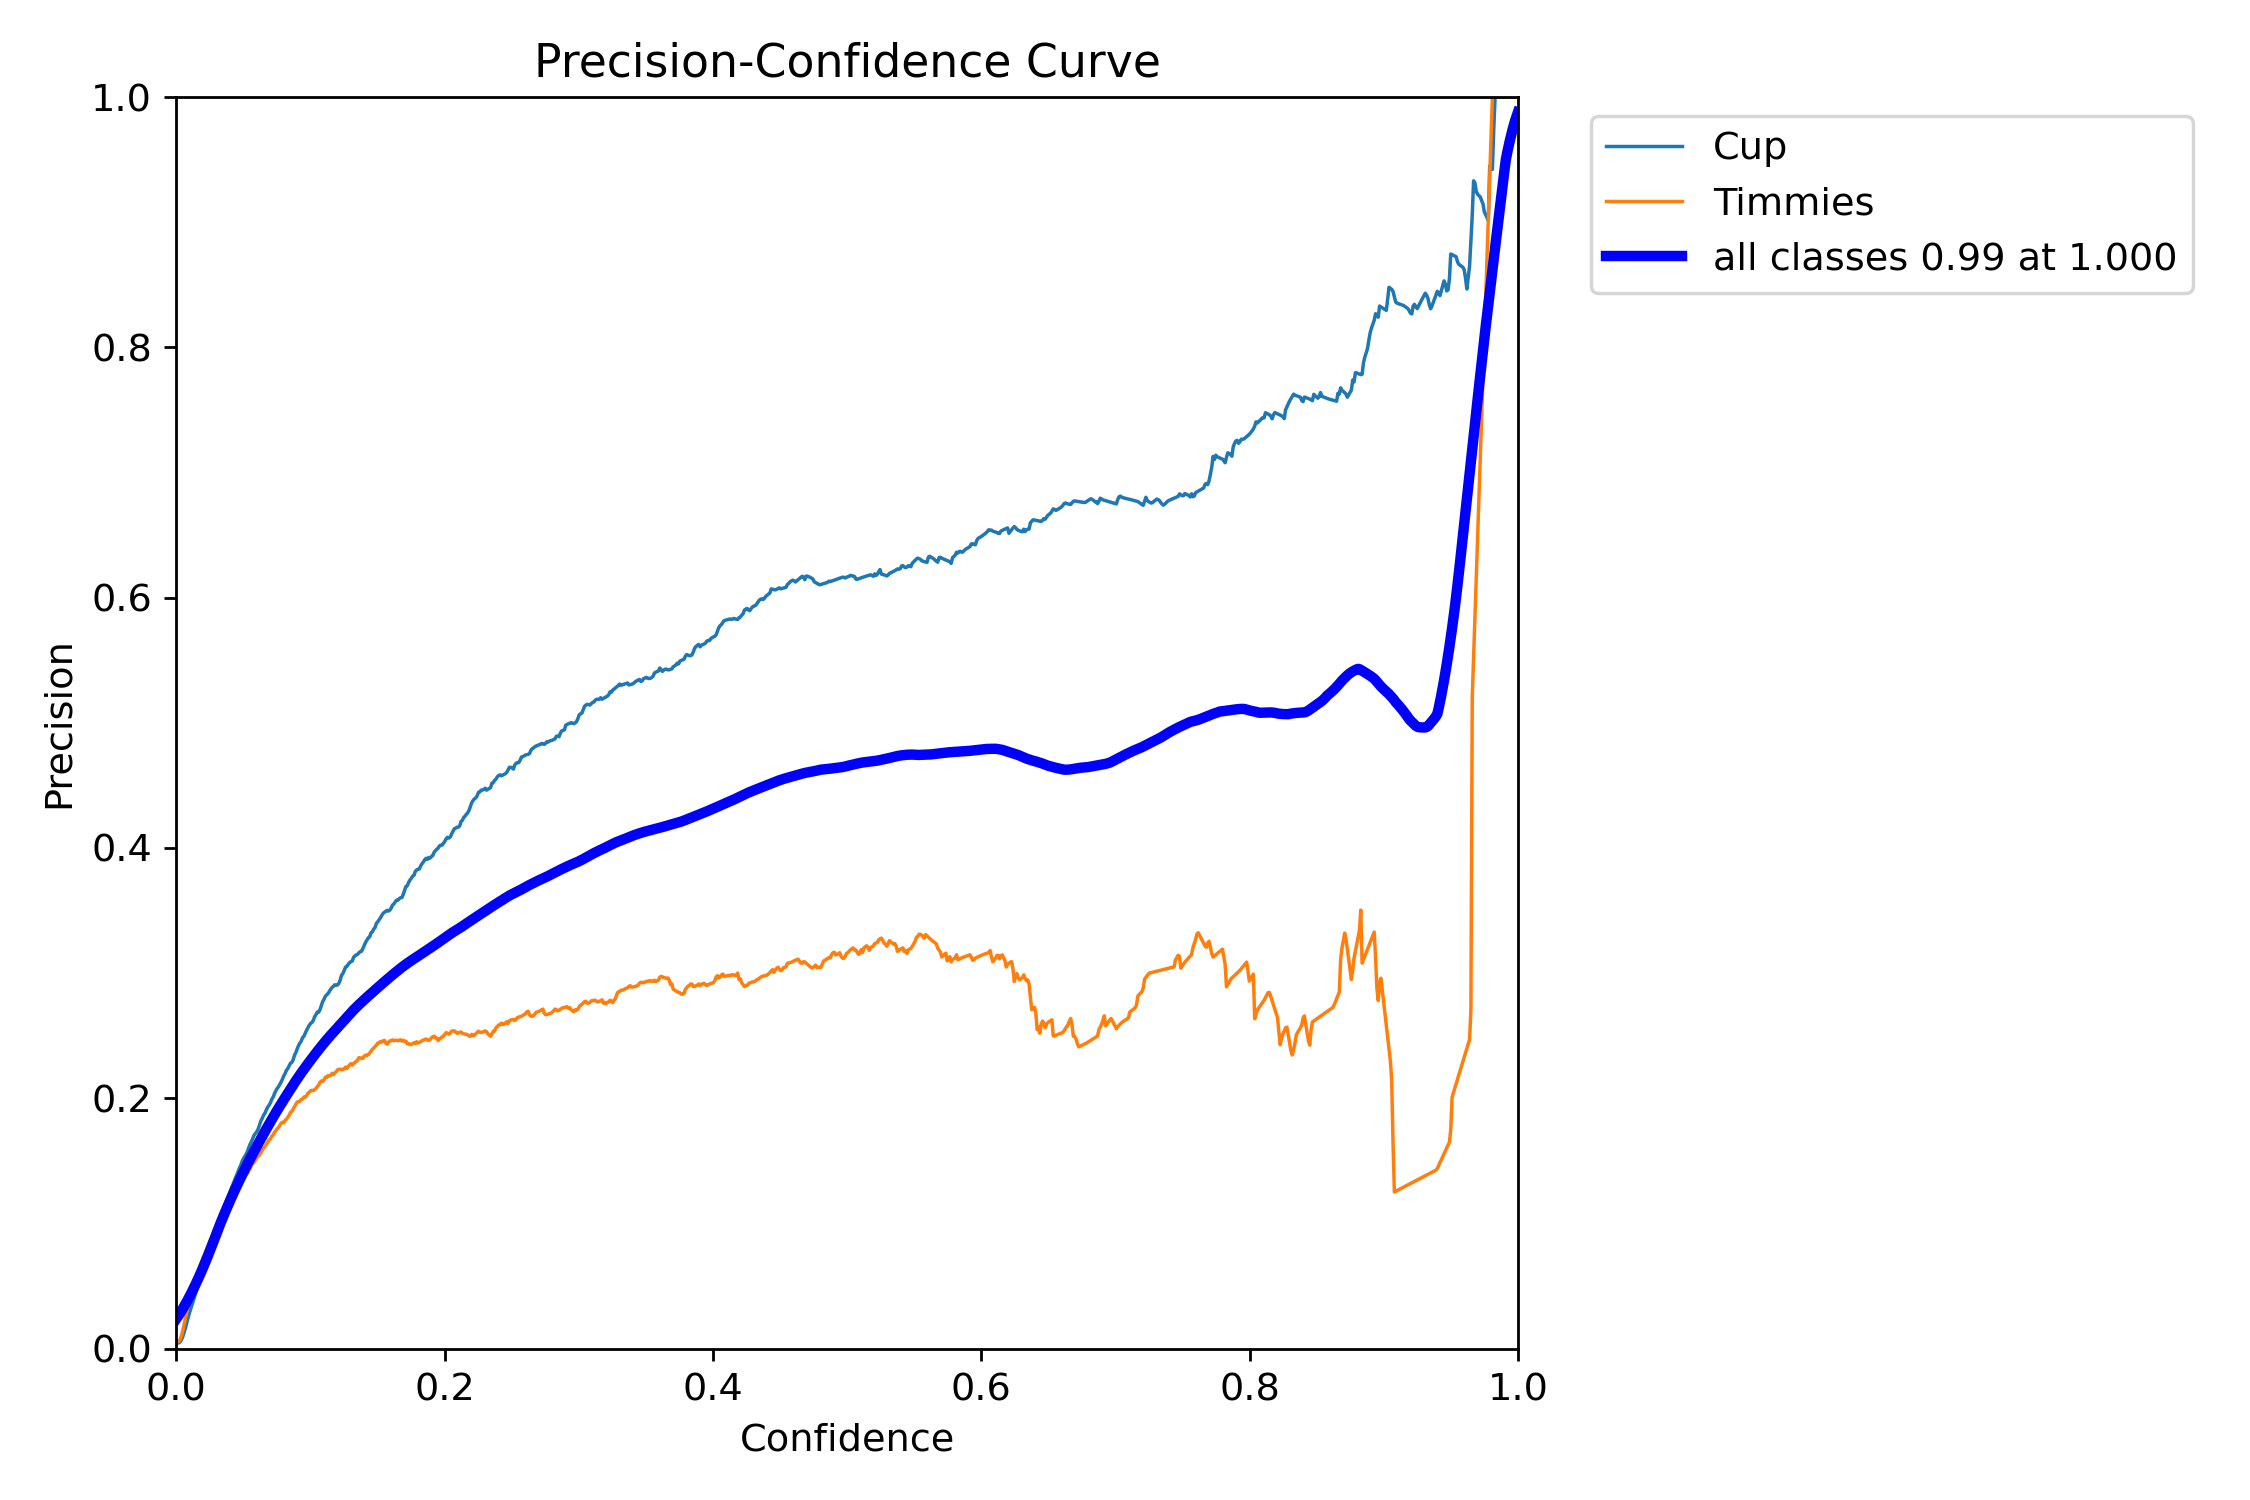 Precision-Confidence Curve
Cup
Timmies
all classes 0.99 at 1.000
1.0
0.8
0.6
0.4
0.2
0.0
Precision
0.0 0.2 0.4 0.6 0.8 1.0
Confidence